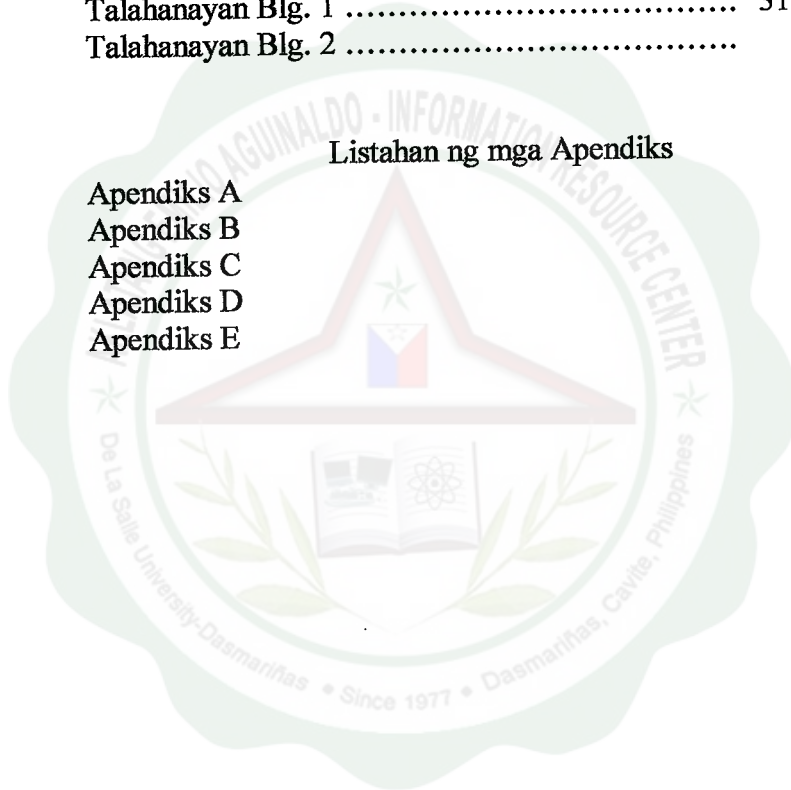 Talahanayan Blg. 1 ........................................ 31
Talahanayan Blg. 2 ........................................
Listahan ng mga Apendiks
Apendiks A
Apendiks B
Apendiks C
Apendiks D
Apendiks E
AGUINALDO - INFORMATION RESOURCE CENTER
De La Salle University-Dasmariñas • Since 1977 • Dasmariñas, Cavite, Philippines